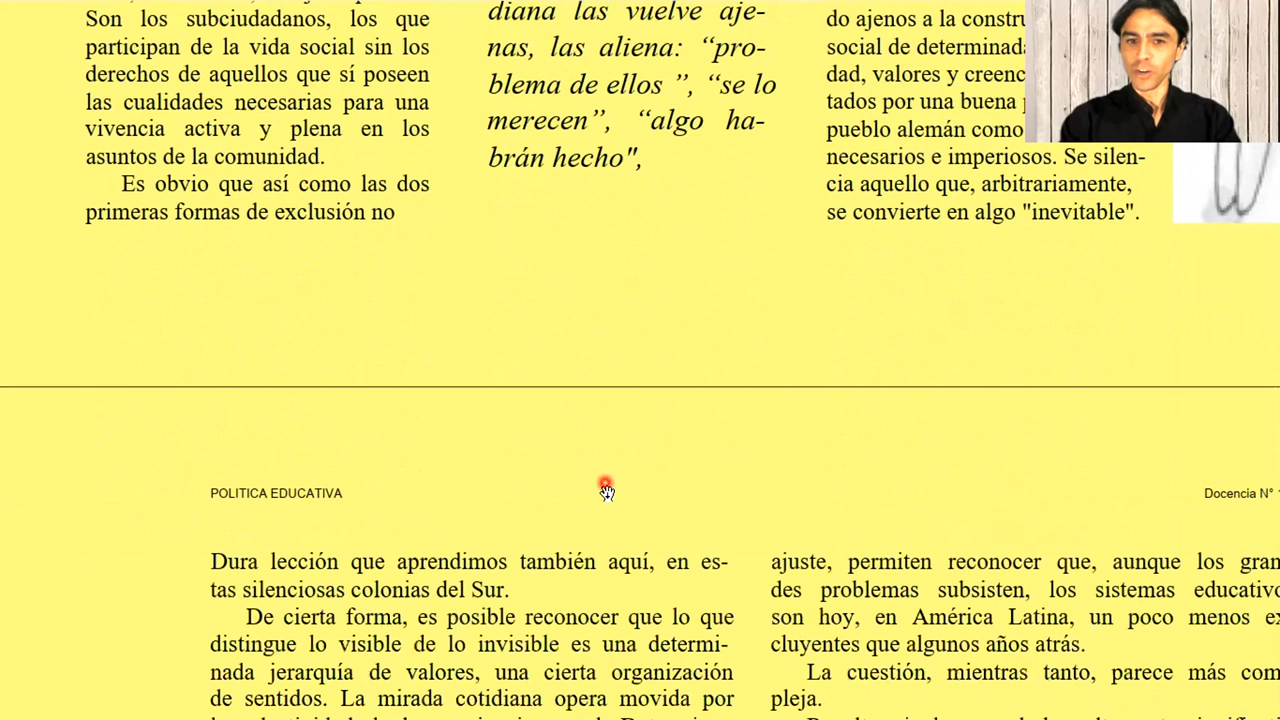 Son los subciudadanos, los que
participan de la vida social sin los
derechos de aquellos que sí poseen
las cualidades necesarias para una
vivencia activa y plena en los
asuntos de la comunidad.
Es obvio que así como las dos
primeras formas de exclusión no
diana las vuelve aje-
nas, las aliena: “pro-
blema de ellos ”, “se lo
merecen”, “algo ha-
brán hecho",
do ajenos a la constru
social de determinada
dad, valores y creenc
tados por una buena
pueblo alemán como
necesarios e imperiosos. Se silen-
cia aquello que, arbitrariamente,
se convierte en algo "inevitable".
POLITICA EDUCATIVA
Docencia N°
Dura lección que aprendimos también aquí, en es-
tas silenciosas colonias del Sur.
De cierta forma, es posible reconocer que lo que
distingue lo visible de lo invisible es una determi-
nada jerarquía de valores, una cierta organización
de sentidos. La mirada cotidiana opera movida por
ajuste, permiten reconocer que, aunque los gran
des problemas subsisten, los sistemas educativo
son hoy, en América Latina, un poco menos ex
cluyentes que algunos años atrás.
La cuestión, mientras tanto, parece más com
pleja.